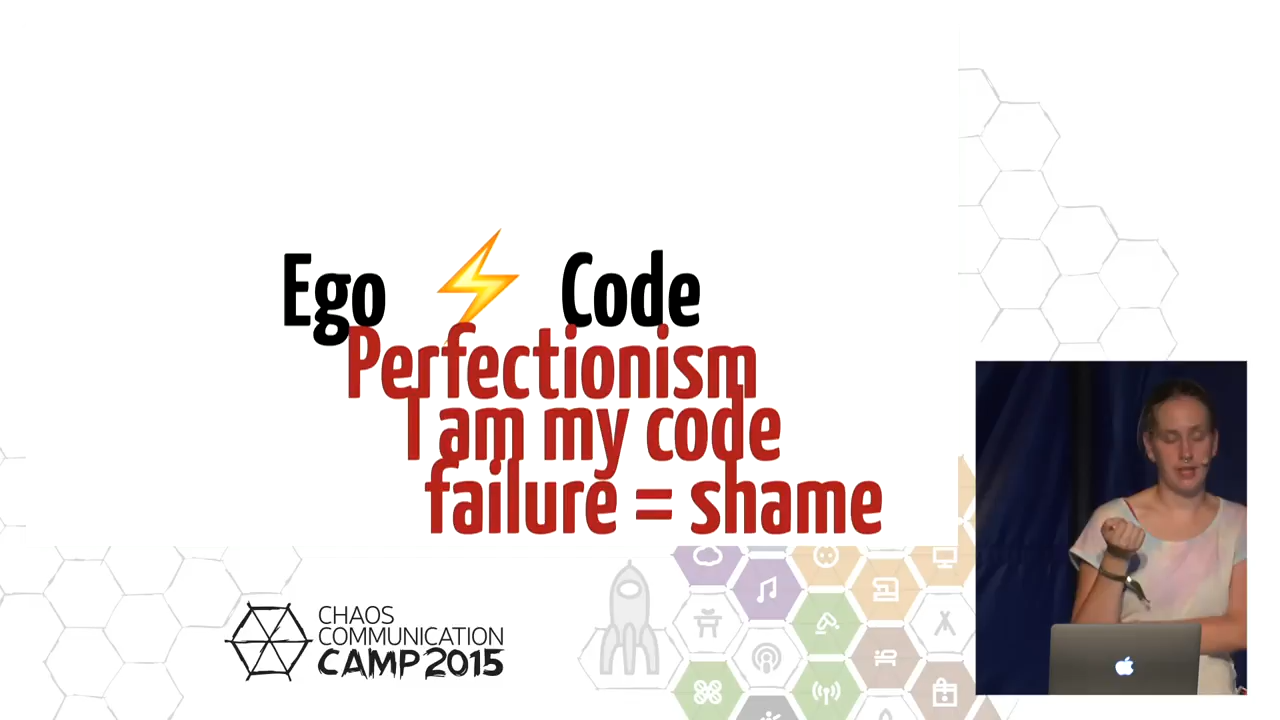 Ego ⚡ Code
Perfectionism
I am my code
failure = shame
CHAOS
COMMUNICATION
CAMP 2015